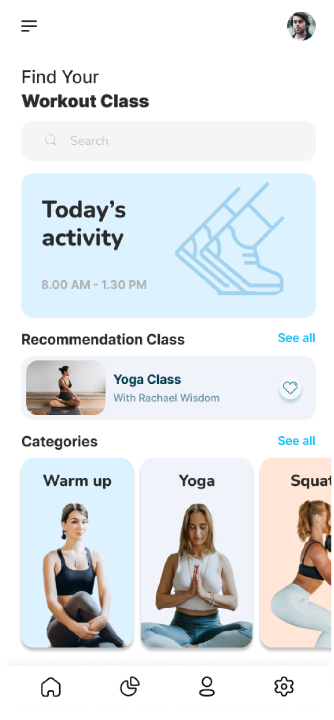 Find Your
Workout Class
Search
Today's
activity
8.00 AM - 1.30 PM
Recommendation Class
See all
Yoga Class
With Rachael Wisdom
Categories
See all
Warm up
Yoga
Squat